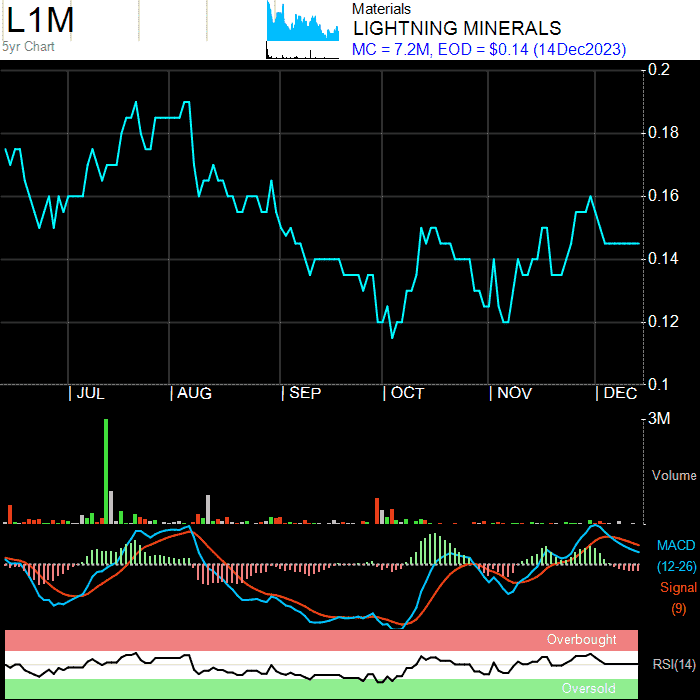 L1M
5yr Chart
Materials
LIGHTNING MINERALS
MC = 7.2M, EOD = $0.14 (14Dec2023)
0.2
0.18
0.16
0.14
0.12
0.1
| JUL | AUG | SEP | OCT | NOV | DEC
3M
Volume
MACD
(12-26)
Signal
(9)
Overbought
RSI(14)
Oversold